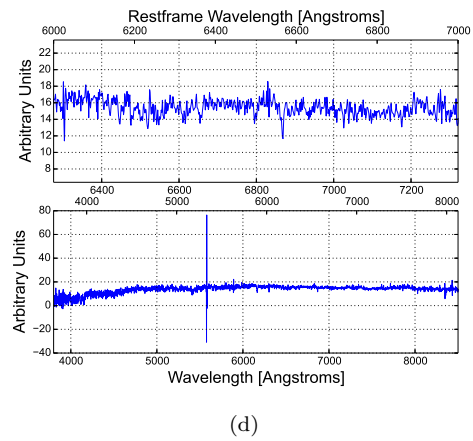 Restframe Wavelength [Angstroms]
6000 6200 6400 6600 6800 7000
22
20
18
16
14
12
10
8
Arbitrary Units
6400 6600 6800 7000 7200
4000 5000 6000 7000 8000
80
60
40
20
0
−20
−40
Arbitrary Units
4000 5000 6000 7000 8000
Wavelength [Angstroms]
(d)